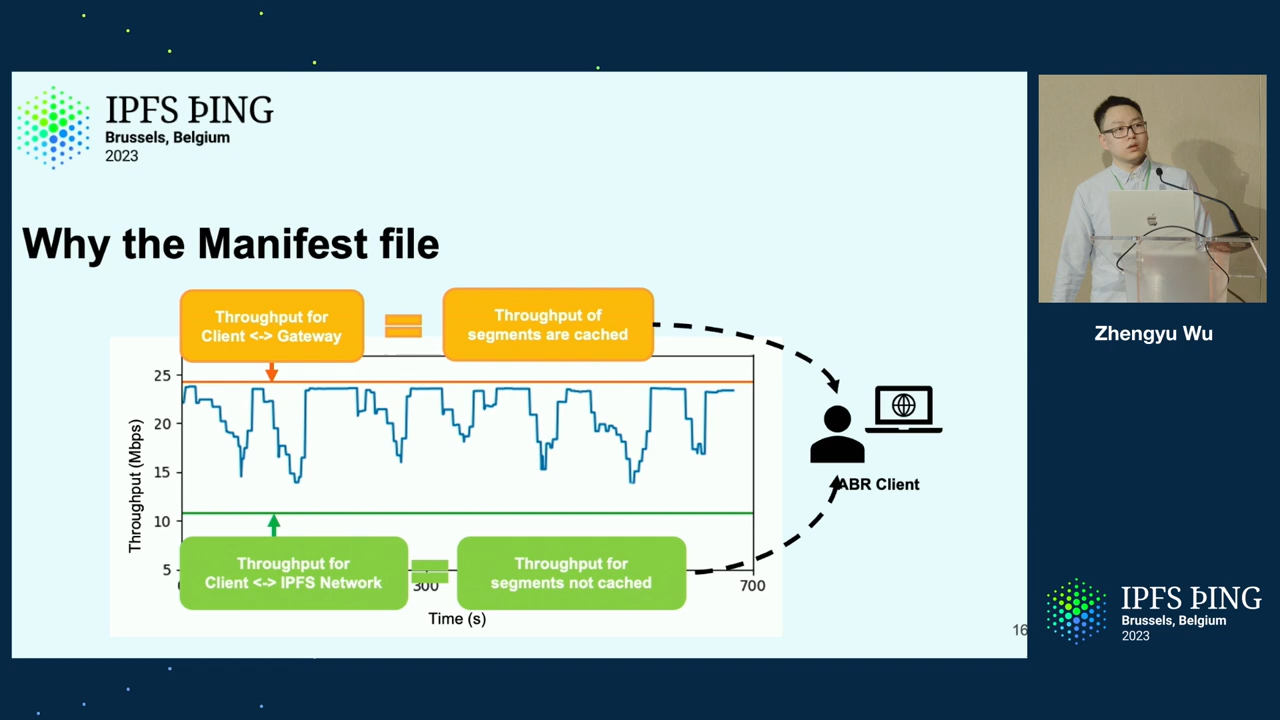 IPFS ÞING
Brussels, Belgium
2023
Why the Manifest file
Throughput for
Client <-> Gateway
Throughput of
segments are cached
25
20
15
10
5
Throughput (Mbps)
Throughput for
Client <-> IPFS Network
Throughput for
segments not cached
300
700
Time (s)
ABR Client
16
Zhengyu Wu
IPFS ÞING
Brussels, Belgium
2023